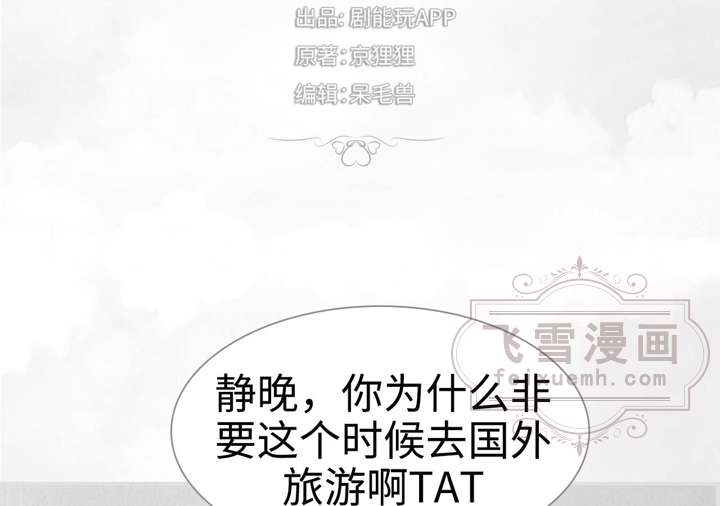 出品：剧能玩APP
原著：京狸狸
编辑：呆毛兽
飞雪漫画
feixuemh.com
静晚，你为什么非
要这个时候去国外
旅游啊TAT